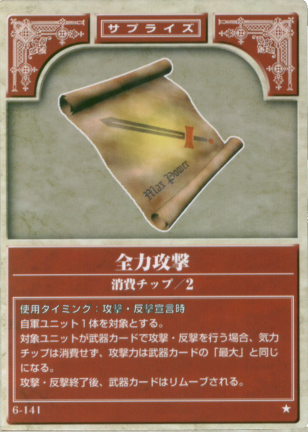 サプライズ
Max Power
全力攻撃
消費チップ／2
使用タイミング：攻撃・反撃宣言時
自軍ユニット1体を対象とする。
対象ユニットが武器カードで攻撃・反撃を行う場合、気力
チップは消費せず、攻撃力は武器カードの「最大」と同じ
になる。
攻撃・反撃終了後、武器カードはリムーブされる。
6-141 ★